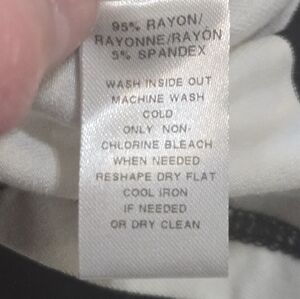 95% RAYON/
RAYONNE/RAYÓN
5% SPANDEX
WASH INSIDE OUT
MACHINE WASH
COLD
ONLY NON-
CHLORINE BLEACH
WHEN NEEDED
RESHAPE DRY FLAT
COOL IRON
IF NEEDED
OR DRY CLEAN